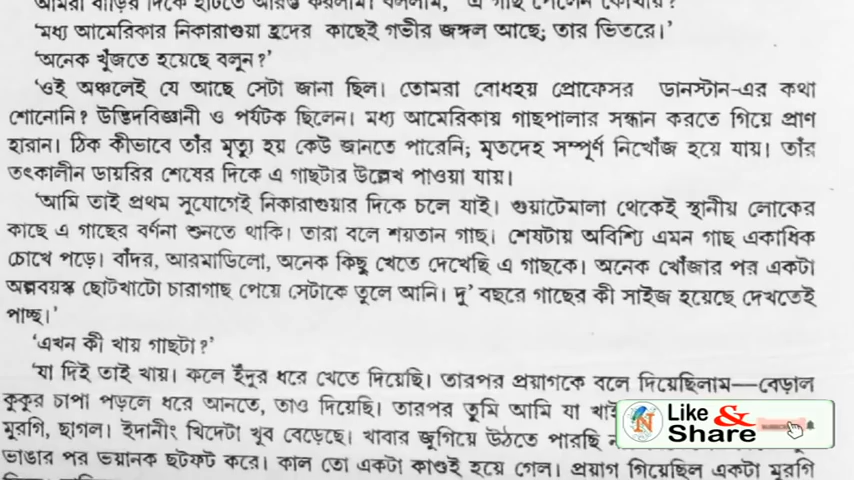 আমরা বাড়ির দিকে হাঁটতে আরম্ভ করলাম। বললাম, 'এ গাছ পেলেন কোথায়?'
'মধ্য আমেরিকার নিকারাগুয়া হ্রদের কাছেই গভীর জঙ্গল আছে; তার ভিতরে।'
'অনেক খুঁজতে হয়েছে বলুন?'
'ওই অঞ্চলেই যে আছে সেটা জানা ছিল। তোমরা বোধহয় প্রোফেসর ডানস্টান-এর কথা
শোনোনি? উদ্ভিদবিজ্ঞানী ও পর্যটক ছিলেন। মধ্য আমেরিকায় গাছপালার সন্ধান করতে গিয়ে প্রাণ
হারান। ঠিক কীভাবে তাঁর মৃত্যু হয় কেউ জানতে পারেনি; মৃতদেহ সম্পূর্ণ নিখোঁজ হয়ে যায়। তাঁর
তৎকালীন ডায়রির শেষের দিকে এ গাছটার উল্লেখ পাওয়া যায়।
'আমি তাই প্রথম সুযোগেই নিকারাগুয়ার দিকে চলে যাই। গুয়াটেমালা থেকেই স্থানীয় লোকের
কাছে এ গাছের বর্ণনা শুনতে থাকি। তারা বলে শয়তান গাছ। শেষটায় অবিশ্যি এমন গাছ একাধিক
চোখে পড়ে। বাঁদর, আরমাডিলো, অনেক কিছু খেতে দেখেছি এ গাছকে। অনেক খোঁজার পর একটা
অল্পবয়স্ক ছোটখাটো চারাগাছ পেয়ে সেটাকে তুলে আনি। দু' বছরে গাছের কী সাইজ হয়েছে দেখতেই
পাচ্ছ।'
'এখন কী খায় গাছটা?'
'যা দিই তাই খায়। কলে ইঁদুর ধরে খেতে দিয়েছি। তারপর প্রয়াগকে বলে দিয়েছিলাম—বেড়াল
কুকুর চাপা পড়লে ধরে আনতে, তাও দিয়েছি। তারপর তুমি আমি যা
মুরগি, ছাগল। ইদানীং খিদেটা খুব বেড়েছে। খাবার জুগিয়ে উঠতে পারছি
ভাঙার পর ভয়ানক ছটফট করে। কাল তো একটা কাণ্ডই হয়ে গেল। প্রয়াগ গিয়েছিল একটা মুরগি
N
Like &
Share